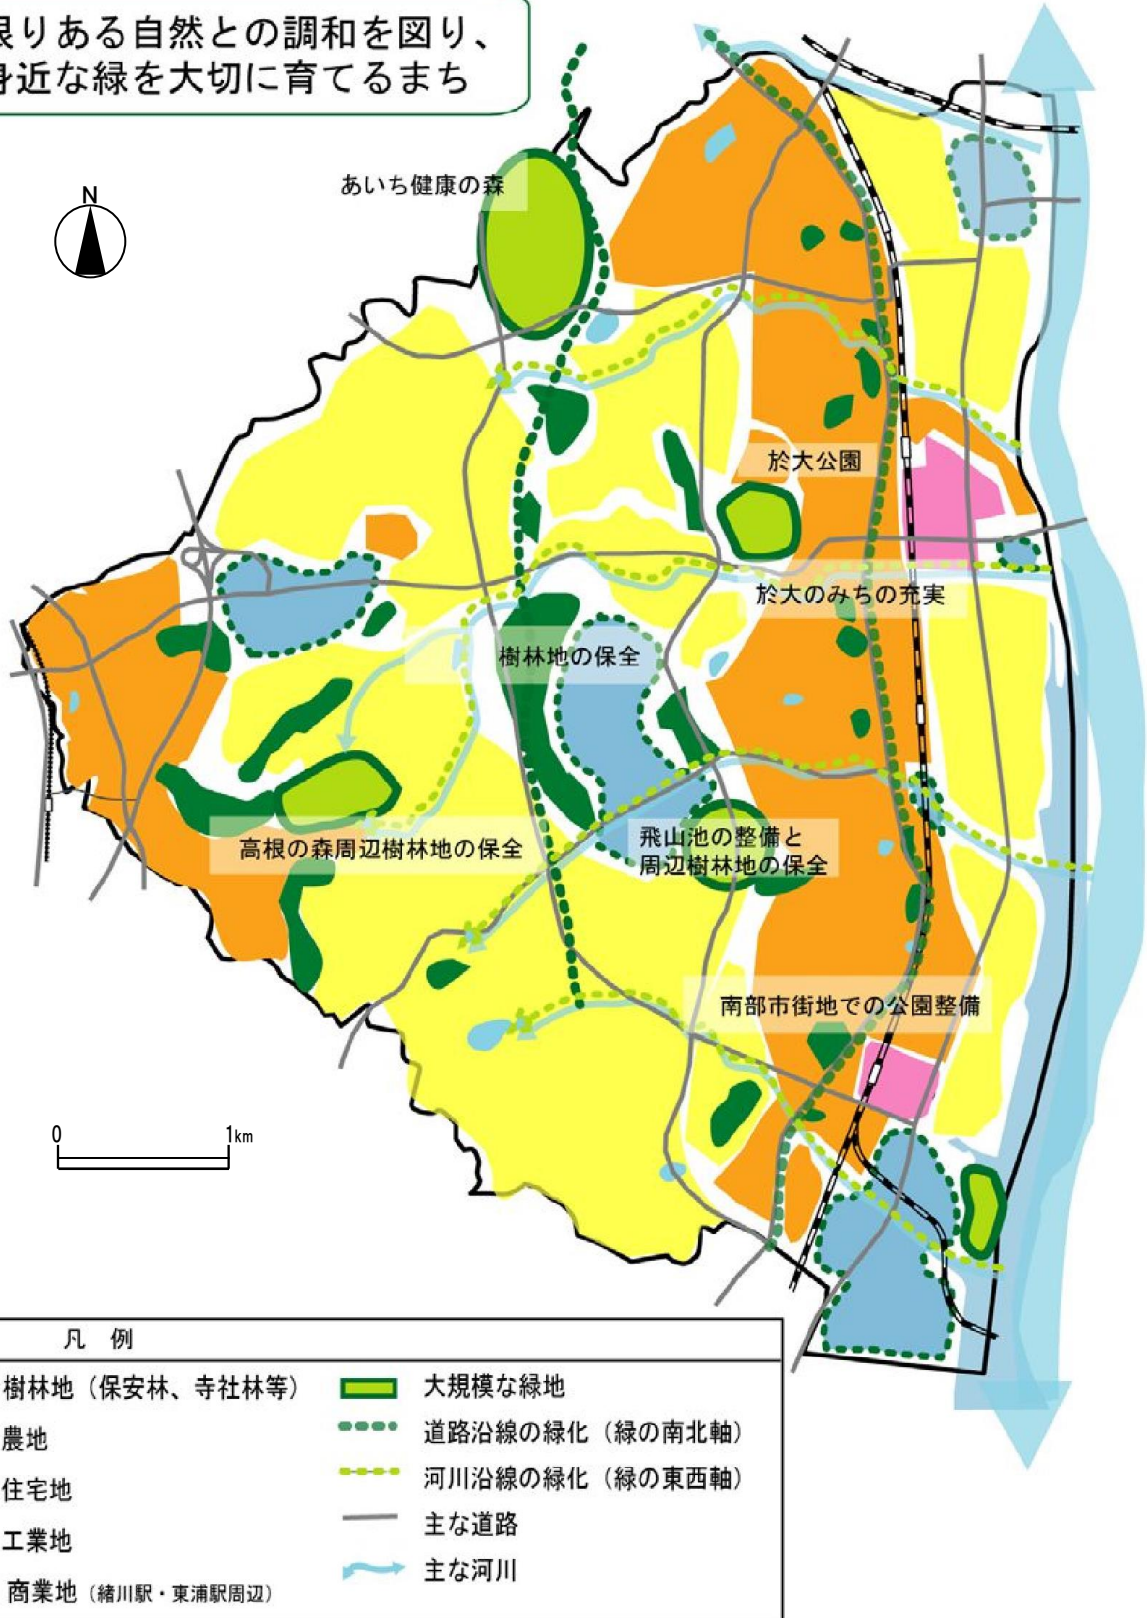 限りある自然との調和を図り、
身近な緑を大切に育てるまち
あいち健康の森
N
於大公園
於大のみちの充実
樹林地の保全
高根の森周辺樹林地の保全
飛山池の整備と
周辺樹林地の保全
南部市街地での公園整備
0 1km
凡 例
樹林地（保安林、寺社林等）
農地
住宅地
工業地
商業地（緒川駅・東浦駅周辺）
大規模な緑地
道路沿線の緑化（緑の南北軸）
河川沿線の緑化（緑の東西軸）
主な道路
主な河川